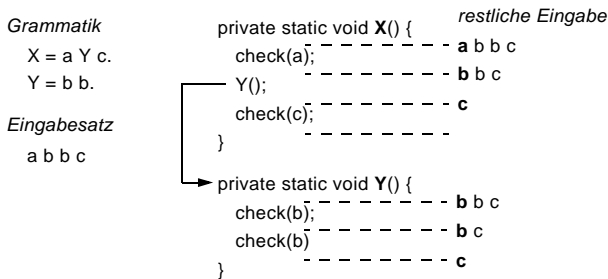 Grammatik
X = a Y c.
Y = b b.
Eingabesatz
a b b c
restliche Eingabe
private static void X() {
a b b c
check(a);
b b c
Y();
c
check(c);
}
private static void Y() {
b b c
check(b);
b c
check(b)
c
}